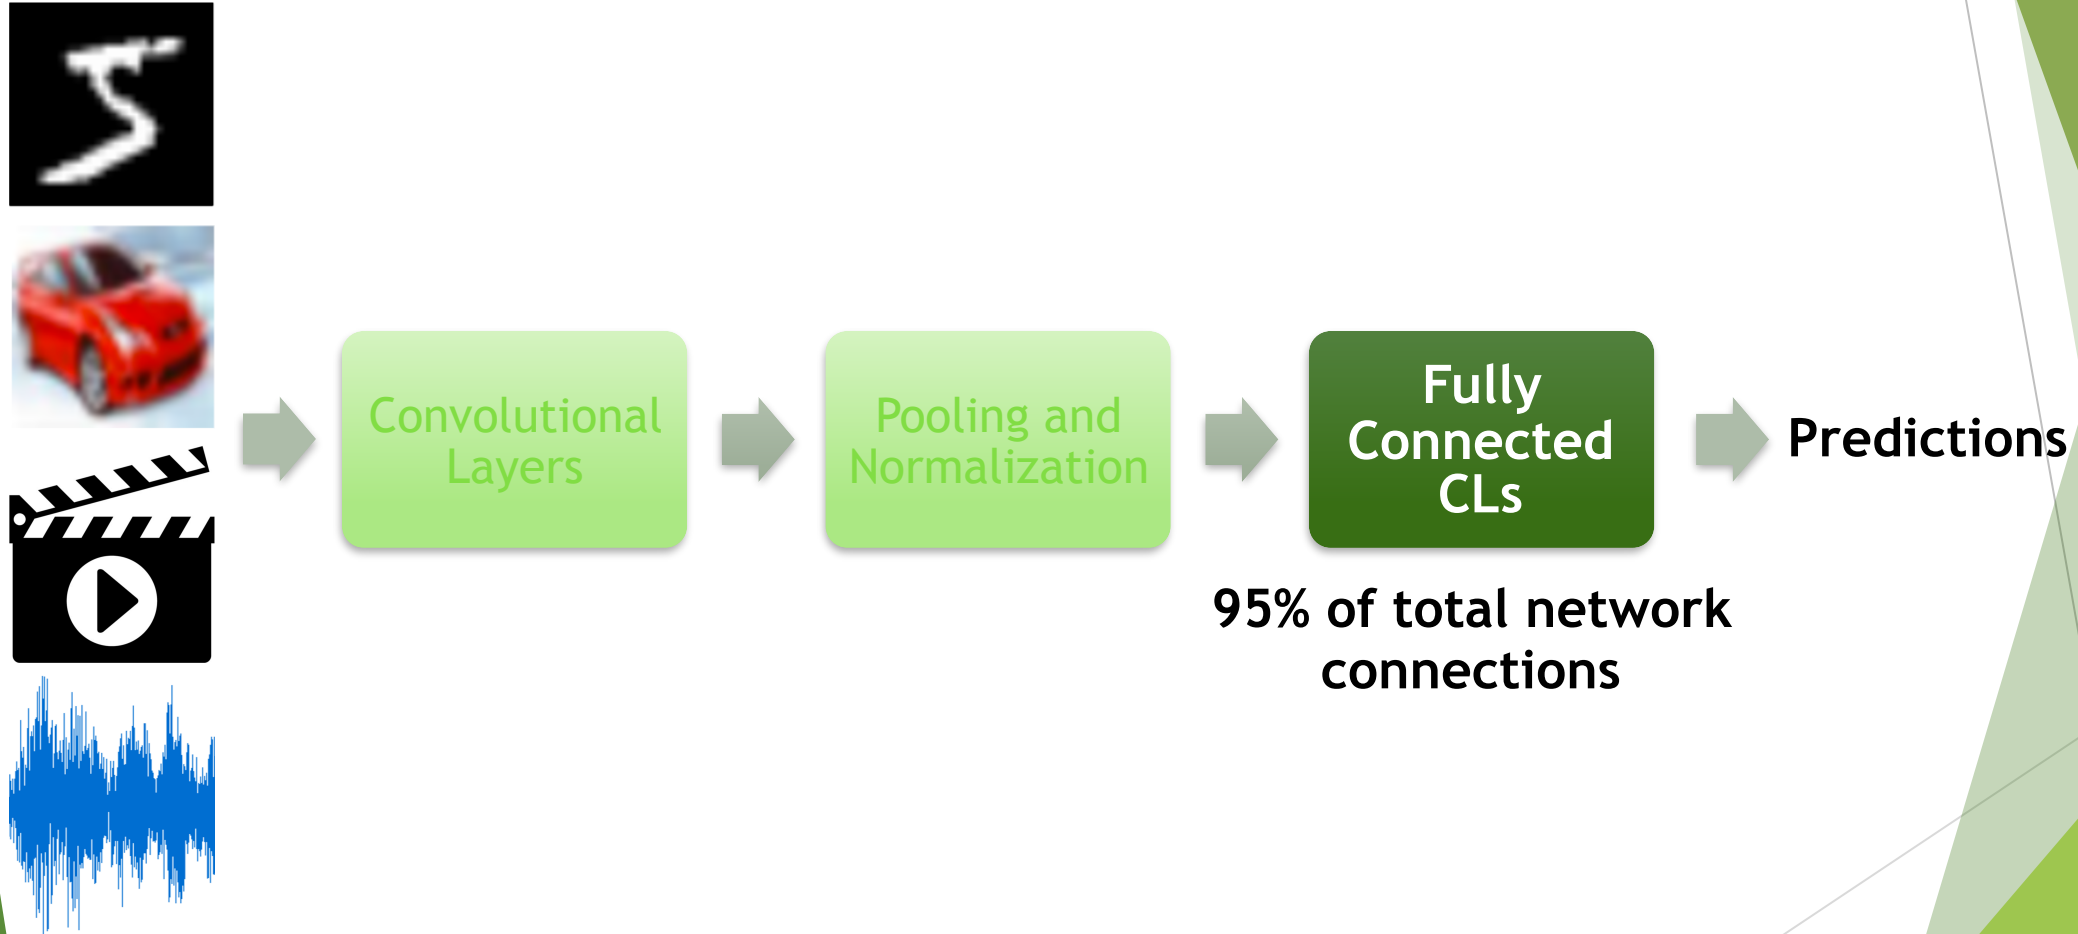 Convolutional
Layers
Pooling and
Normalization
Fully
Connected
CLs
Predictions
95% of total network
connections